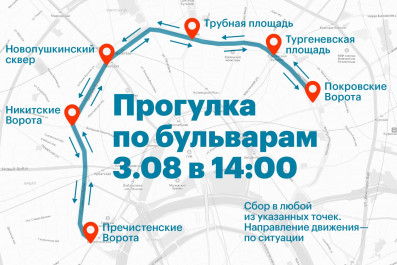 Трубная площадь
Тургеневская
площадь
Новопушкинский
сквер
Покровские
Ворота
Никитские
Ворота
Прогулка
по бульварам
3.08 в 14:00
Сбор в любой
из указанных точек.
Направление движения—
по ситуации
Пречистенские
Ворота